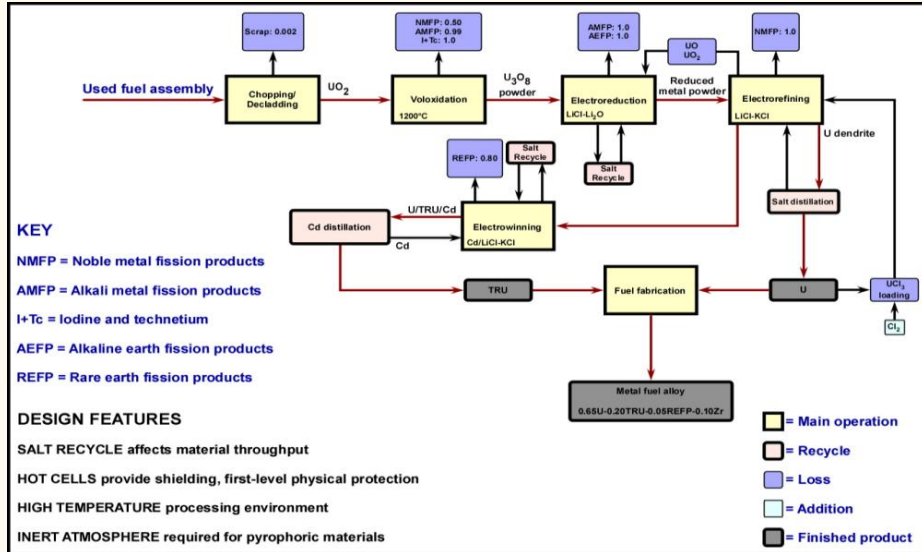 Scrap: 0.002
NMFP: 0.50
AMFP: 0.99
I+Tc: 1.0
AMFP: 1.0
AEFP: 1.0
UO
UO₂
NMFP: 1.0
Used fuel assembly
Chopping/
Decladding
UO₂
Voloxidation
1200°C
U₃O₈
powder
Electroreduction
LiCl-Li₂O
Reduced
metal powder
Electrorefining
LiCl-KCl
U dendrite
Salt
Recycle
REFP: 0.80
Salt
Recycle
Salt distillation
U/TRU/Cd
Cd distillation
Cd
Electrowinning
Cd/LiCl-KCl
TRU
Fuel fabrication
U
UCl₃
loading
Cl₂
Metal fuel alloy
0.65U-0.20TRU-0.05REFP-0.10Zr
KEY
NMFP = Noble metal fission products
AMFP = Alkali metal fission products
I+Tc = Iodine and technetium
AEFP = Alkaline earth fission products
REFP = Rare earth fission products
DESIGN FEATURES
SALT RECYCLE affects material throughput
HOT CELLS provide shielding, first-level physical protection
HIGH TEMPERATURE processing environment
INERT ATMOSPHERE required for pyrophoric materials
= Main operation
= Recycle
= Loss
= Addition
= Finished product